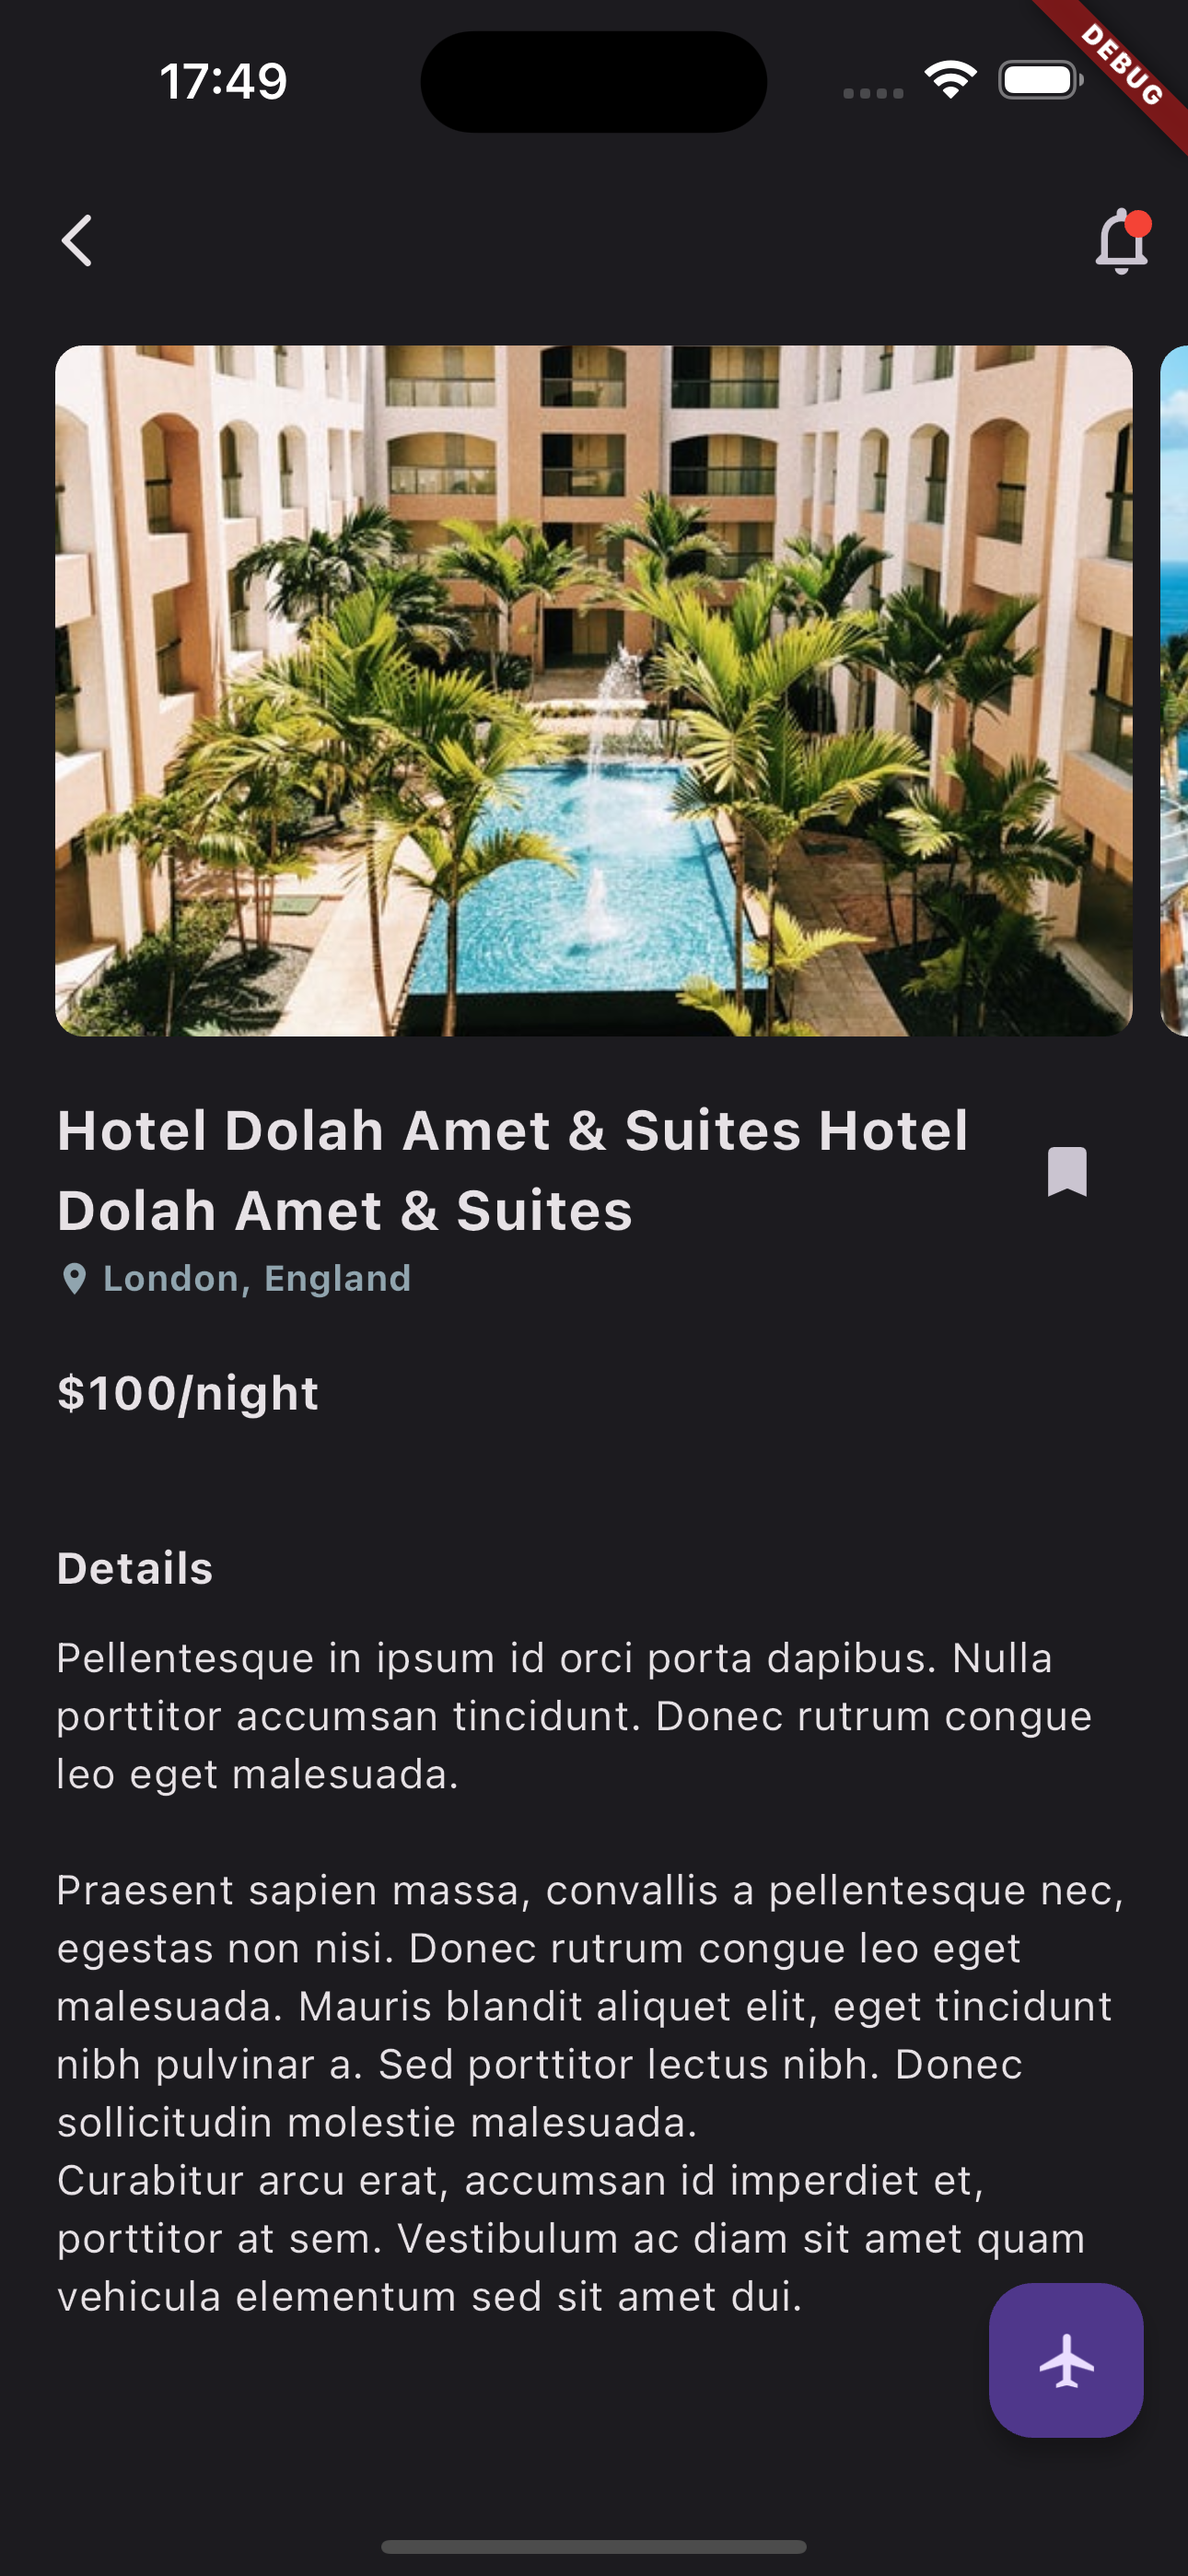 17:49
DEBUG
Hotel Dolah Amet & Suites Hotel
Dolah Amet & Suites
London, England
$100/night
Details
Pellentesque in ipsum id orci porta dapibus. Nulla
porttitor accumsan tincidunt. Donec rutrum congue
leo eget malesuada.
Praesent sapien massa, convallis a pellentesque nec,
egestas non nisi. Donec rutrum congue leo eget
malesuada. Mauris blandit aliquet elit, eget tincidunt
nibh pulvinar a. Sed porttitor lectus nibh. Donec
sollicitudin molestie malesuada.
Curabitur arcu erat, accumsan id imperdiet et,
porttitor at sem. Vestibulum ac diam sit amet quam
vehicula elementum sed sit amet dui.